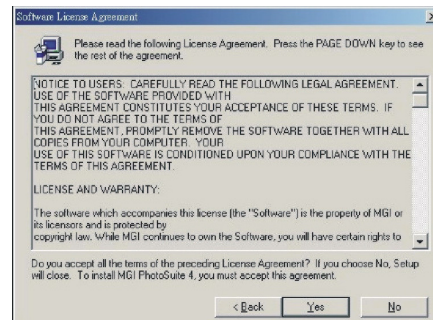 Software License Agreement
Please read the following License Agreement. Press the PAGE DOWN key to see
the rest of the agreement.
NOTICE TO USERS: CAREFULLY READ THE FOLLOWING LEGAL AGREEMENT.
USE OF THE SOFTWARE PROVIDED WITH
THIS AGREEMENT CONSTITUTES YOUR ACCEPTANCE OF THESE TERMS. IF
YOU DO NOT AGREE TO THE TERMS OF
THIS AGREEMENT, PROMPTLY REMOVE THE SOFTWARE TOGETHER WITH ALL
COPIES FROM YOUR COMPUTER. YOUR
USE OF THIS SOFTWARE IS CONDITIONED UPON YOUR COMPLIANCE WITH THE
TERMS OF THIS AGREEMENT.
LICENSE AND WARRANTY:
The software which accompanies this license (the "Software") is the property of MGI or
its licensors and is protected by
copyright law. While MGI continues to own the Software, you will have certain rights to
Do you accept all the terms of the preceding License Agreement? If you choose No, Setup
will close. To install MGI PhotoSuite 4, you must accept this agreement.
< Back Yes No